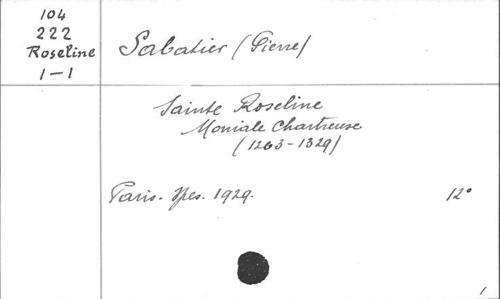 104
222
Roseline
1-1
Sabatier (Pierre)
Sainte Roseline
Moniale Chartreuse
(1263-1329)
Paris. Spes. 1929.
12°
1